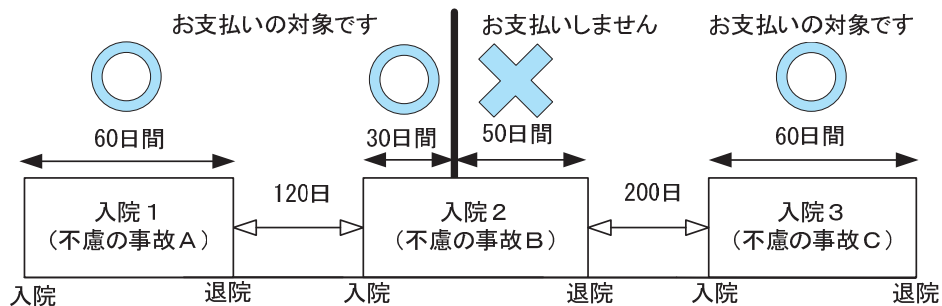 お支払いの対象です
お支払いしません
お支払いの対象です
60日間
30日間
50日間
60日間
120日
200日
入院１
（不慮の事故Ａ）
入院２
（不慮の事故Ｂ）
入院３
（不慮の事故Ｃ）
入院
退院
入院
退院
入院
退院